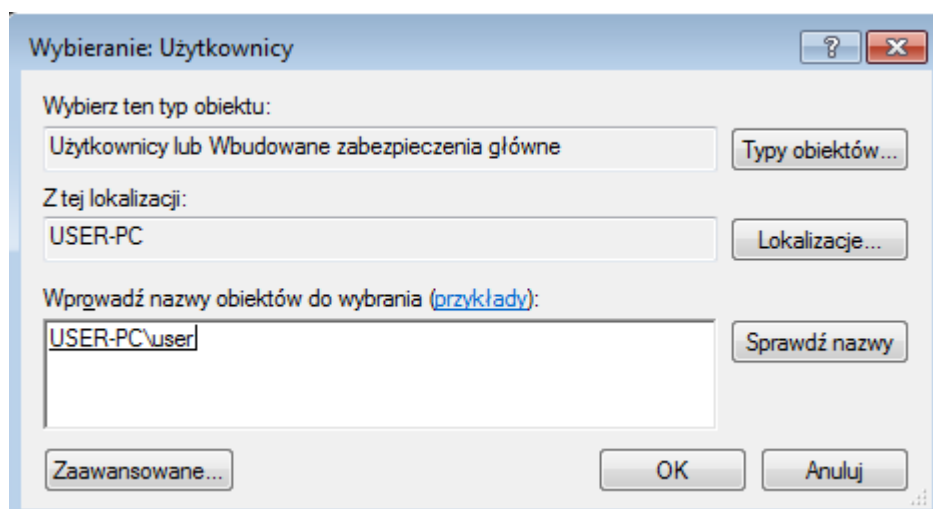 Wybieranie: Użytkownicy
Wybierz ten typ obiektu:
Użytkownicy lub Wbudowane zabezpieczenia główne
Typy obiektów...
Z tej lokalizacji:
USER-PC
Lokalizacje...
Wprowadź nazwy obiektów do wybrania (przykłady):
USER-PC\user
Sprawdź nazwy
Zaawansowane...
OK
Anuluj